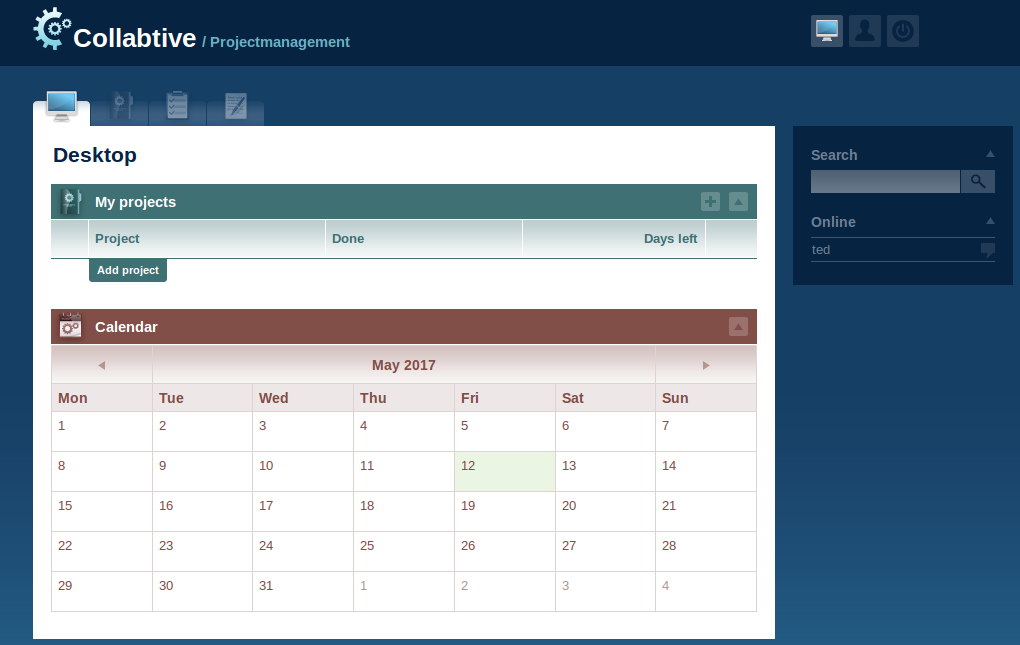 Collabtive / Projectmanagement
Desktop
Search
My projects
Project Done Days left
Online
ted
Add project
Calendar
May 2017
Mon Tue Wed Thu Fri Sat Sun
1 2 3 4 5 6 7
8 9 10 11 12 13 14
15 16 17 18 19 20 21
22 23 24 25 26 27 28
29 30 31 1 2 3 4